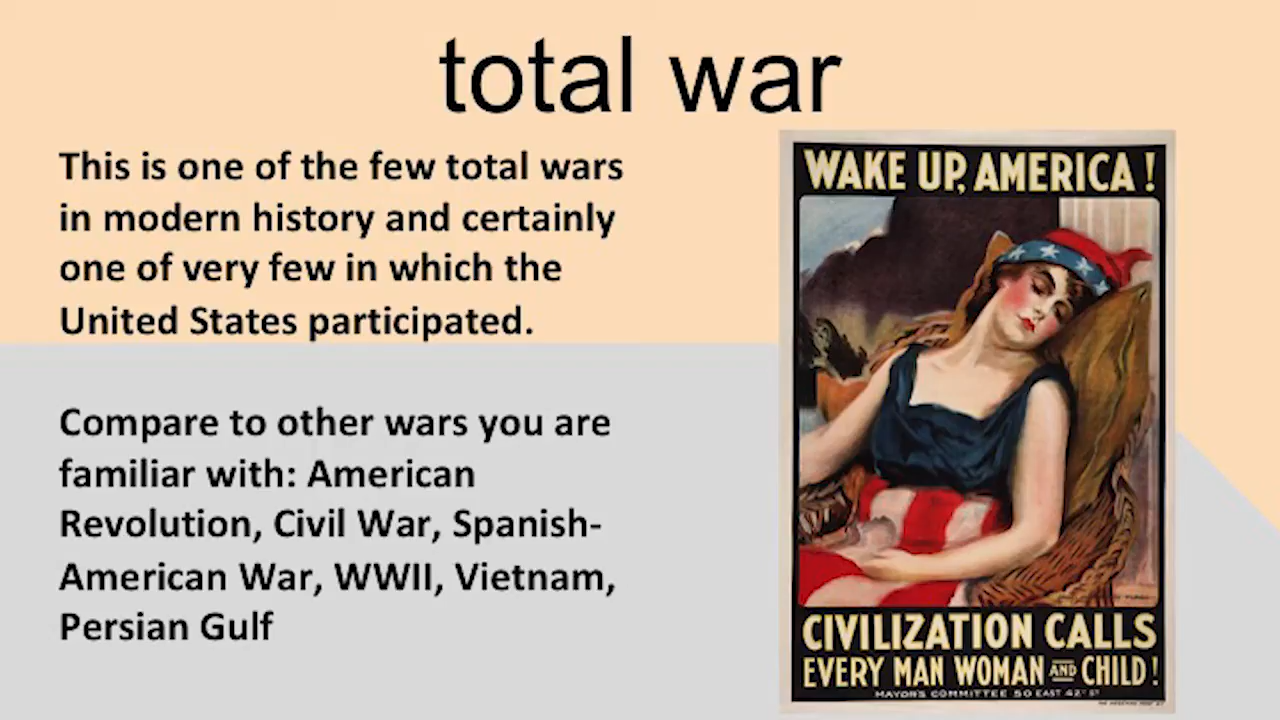 total war
This is one of the few total wars
in modern history and certainly
one of very few in which the
United States participated.
Compare to other wars you are
familiar with: American
Revolution, Civil War, Spanish-
American War, WWII, Vietnam,
Persian Gulf
WAKE UP, AMERICA!
CIVILIZATION CALLS
EVERY MAN WOMAN AND CHILD!
MAYOR'S COMMITTEE 50 EAST 42ND ST